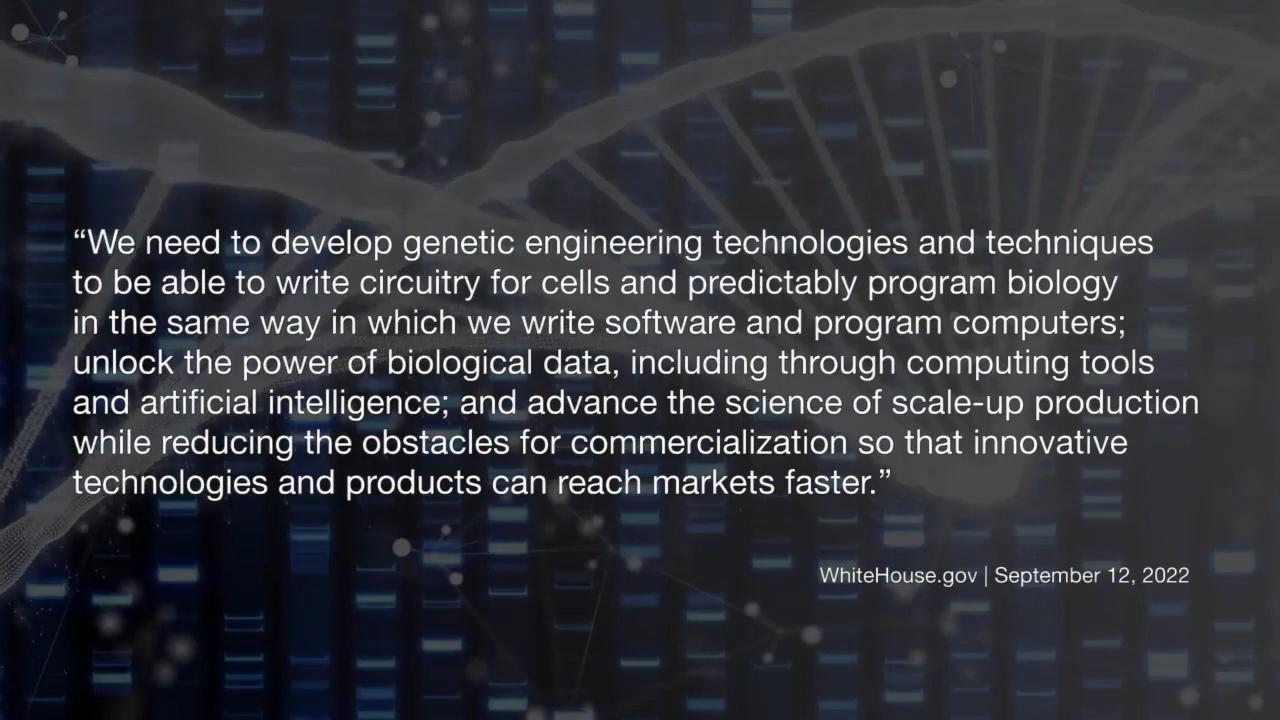 “We need to develop genetic engineering technologies and techniques
to be able to write circuitry for cells and predictably program biology
in the same way in which we write software and program computers;
unlock the power of biological data, including through computing tools
and artificial intelligence; and advance the science of scale-up production
while reducing the obstacles for commercialization so that innovative
technologies and products can reach markets faster.”
WhiteHouse.gov | September 12, 2022